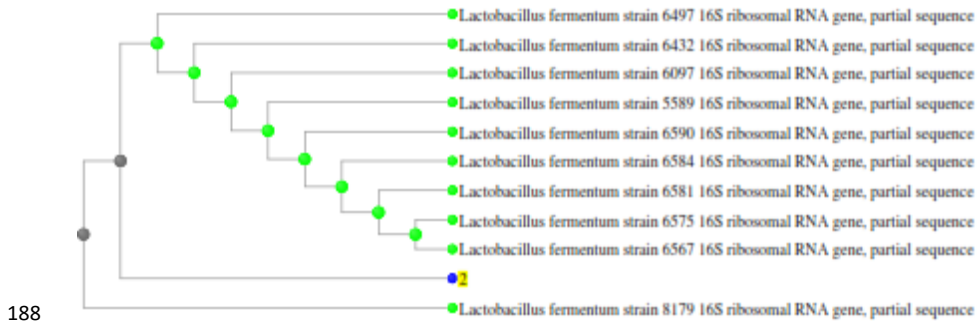 Lactobacillus fermentum strain 6497 16S ribosomal RNA gene, partial sequence
Lactobacillus fermentum strain 6432 16S ribosomal RNA gene, partial sequence
Lactobacillus fermentum strain 6097 16S ribosomal RNA gene, partial sequence
Lactobacillus fermentum strain 5589 16S ribosomal RNA gene, partial sequence
Lactobacillus fermentum strain 6590 16S ribosomal RNA gene, partial sequence
Lactobacillus fermentum strain 6584 16S ribosomal RNA gene, partial sequence
Lactobacillus fermentum strain 6581 16S ribosomal RNA gene, partial sequence
Lactobacillus fermentum strain 6575 16S ribosomal RNA gene, partial sequence
Lactobacillus fermentum strain 6567 16S ribosomal RNA gene, partial sequence
2
Lactobacillus fermentum strain 8179 16S ribosomal RNA gene, partial sequence
188